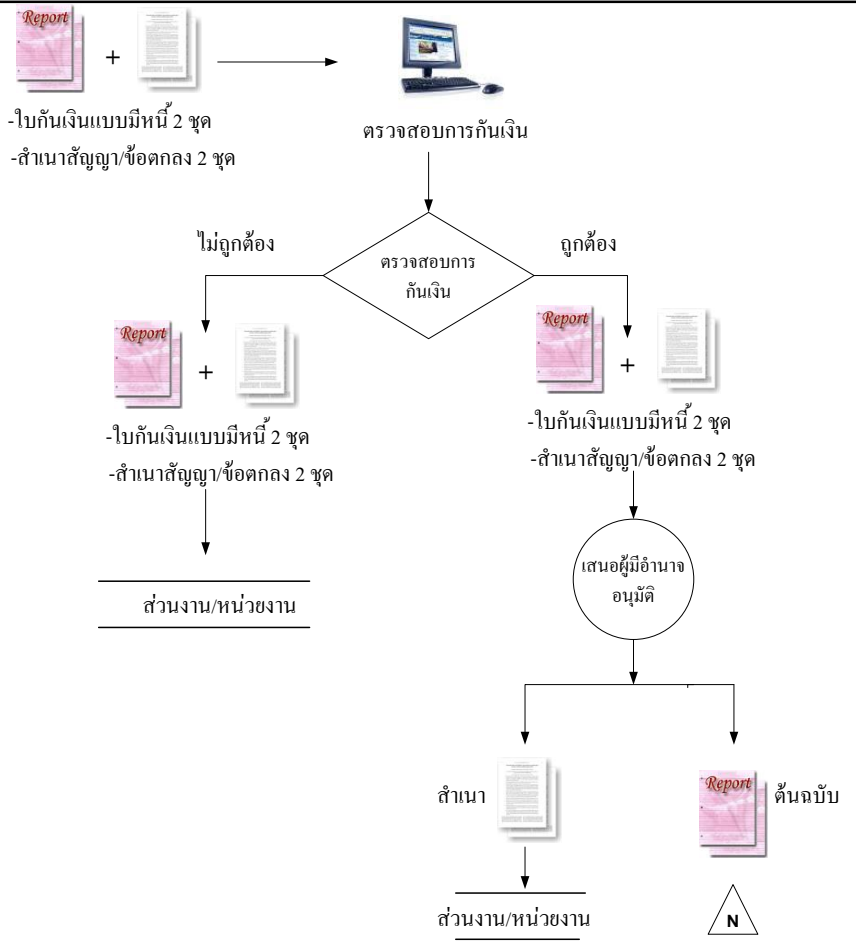 Report
+
-ใบกันเงินแบบมีหนี้ 2 ชุด
-สำเนาสัญญา/ข้อตกลง 2 ชุด
ตรวจสอบการกันเงิน
ไม่ถูกต้อง
ตรวจสอบการ
กันเงิน
ถูกต้อง
Report
+
-ใบกันเงินแบบมีหนี้ 2 ชุด
-สำเนาสัญญา/ข้อตกลง 2 ชุด
Report
+
-ใบกันเงินแบบมีหนี้ 2 ชุด
-สำเนาสัญญา/ข้อตกลง 2 ชุด
ส่วนงาน/หน่วยงาน
เสนอผู้มีอำนาจ
อนุมัติ
สำเนา
Report
ต้นฉบับ
ส่วนงาน/หน่วยงาน
N